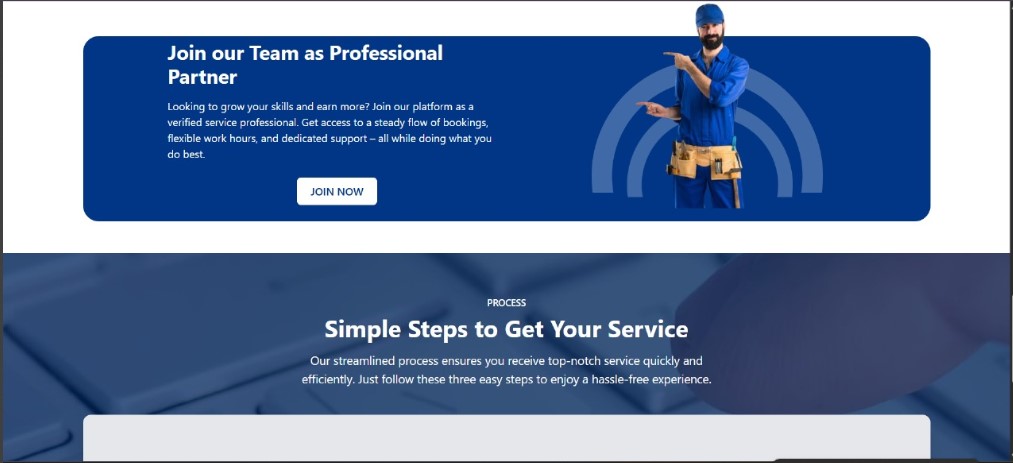 Join our Team as Professional
Partner
Looking to grow your skills and earn more? Join our platform as a
verified service professional. Get access to a steady flow of bookings,
flexible work hours, and dedicated support – all while doing what you
do best.
JOIN NOW
PROCESS
Simple Steps to Get Your Service
Our streamlined process ensures you receive top-notch service quickly and
efficiently. Just follow these three easy steps to enjoy a hassle-free experience.